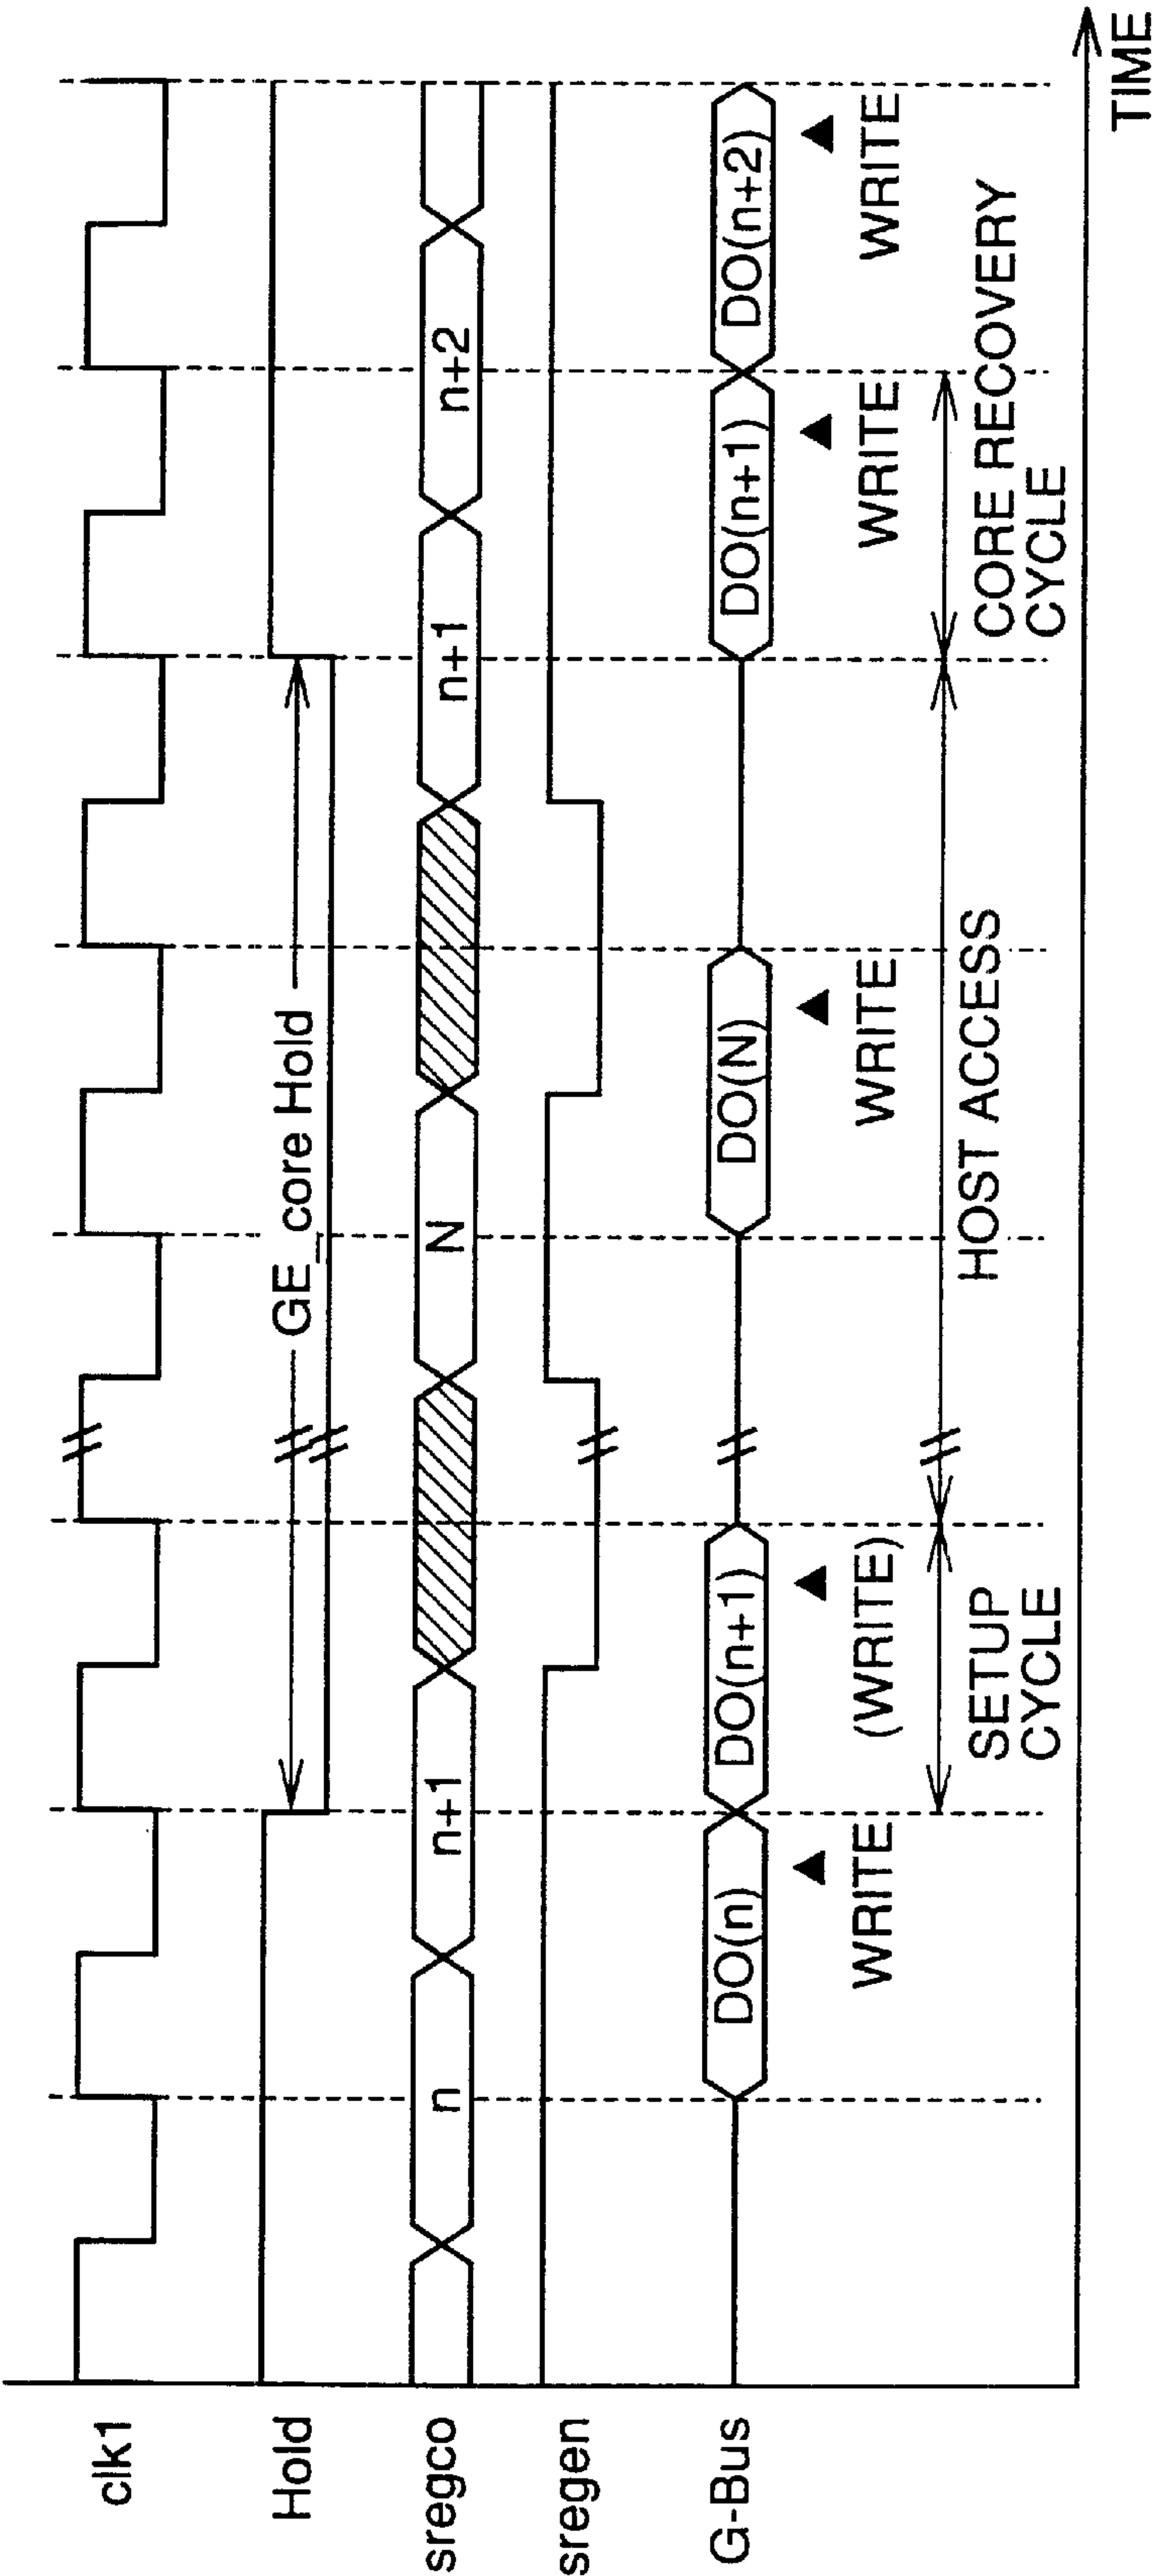 clk1
Hold
GE_core Hold
sregco
n
n+1
N
n+1
n+2
sregen
G-Bus
DO(n)
DO(n+1)
DO(N)
DO(n+1)
DO(n+2)
WRITE
(WRITE)
WRITE
WRITE
WRITE
SETUP
CYCLE
HOST ACCESS
CORE RECOVERY
CYCLE
TIME